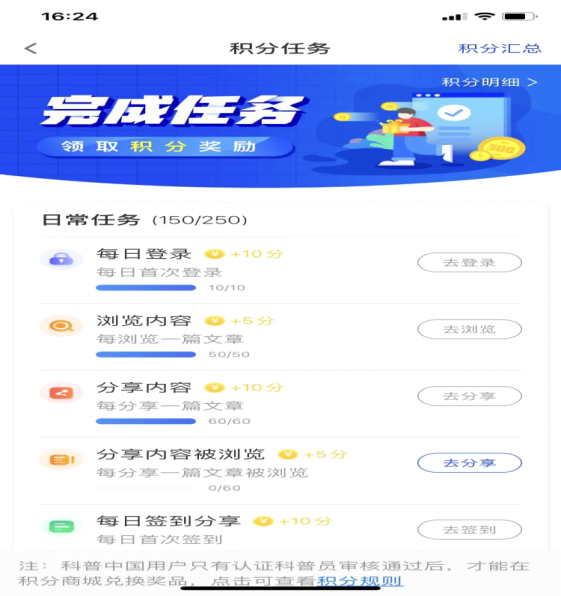 16:24
积分任务
积分汇总
积分明细 >
完成任务
领取积分奖励
300
日常任务 (150/250)
每日登录 +10 分
每日首次登录
10/10
去登录
浏览内容 +5 分
每浏览一篇文章
50/50
去浏览
分享内容 +10 分
每分享一篇文章
60/60
去分享
分享内容被浏览 +5 分
每分享一篇文章被浏览
0/60
去分享
每日签到分享 +10 分
每日首次签到
去签到
注：科普中国用户只有认证科普员审核通过后，才能在
积分商城兑换奖品，点击可查看积分规则